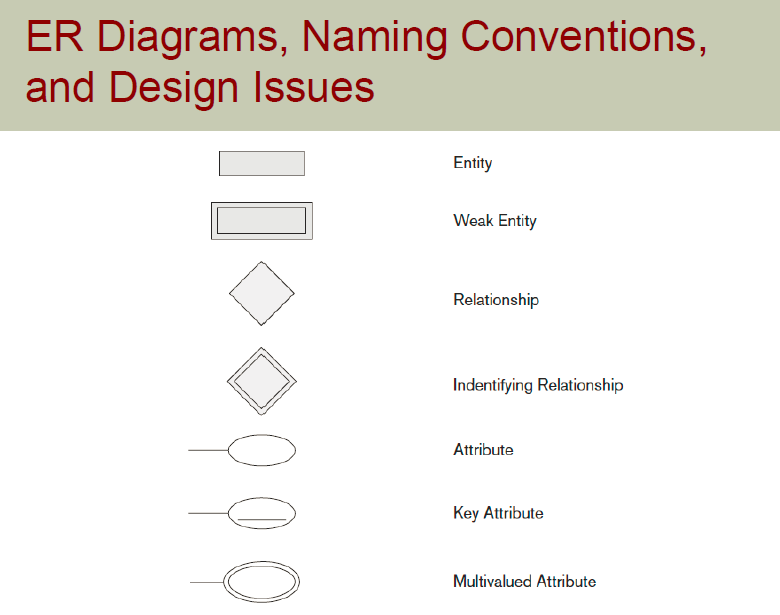 ER Diagrams, Naming Conventions,
and Design Issues
Entity
Weak Entity
Relationship
Indentifying Relationship
Attribute
Key Attribute
Multivalued Attribute